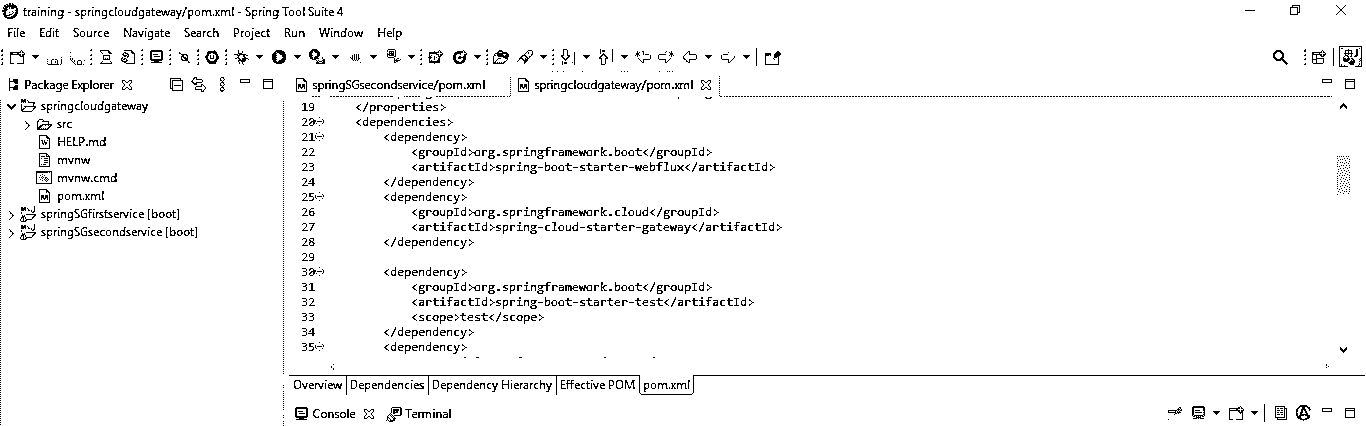 training - springcloudgateway/pom.xml - Spring Tool Suite 4
File Edit Source Navigate Search Project Run Window Help
Package Explorer
springcloudgateway
src
HELP.md
mvnw
mvnw.cmd
pom.xml
springSGfirstservice [boot]
springSGsecondservice [boot]
springSGsecondservice/pom.xml springcloudgateway/pom.xml
19 </properties>
20 <dependencies>
21 <dependency>
22 <groupId>org.springframework.boot</groupId>
23 <artifactId>spring-boot-starter-webflux</artifactId>
24 </dependency>
25 <dependency>
26 <groupId>org.springframework.cloud</groupId>
27 <artifactId>spring-cloud-starter-gateway</artifactId>
28 </dependency>
29
30 <dependency>
31 <groupId>org.springframework.boot</groupId>
32 <artifactId>spring-boot-starter-test</artifactId>
33 <scope>test</scope>
34 </dependency>
35 <dependency>
Overview Dependencies Dependency Hierarchy Effective POM pom.xml
Console Terminal